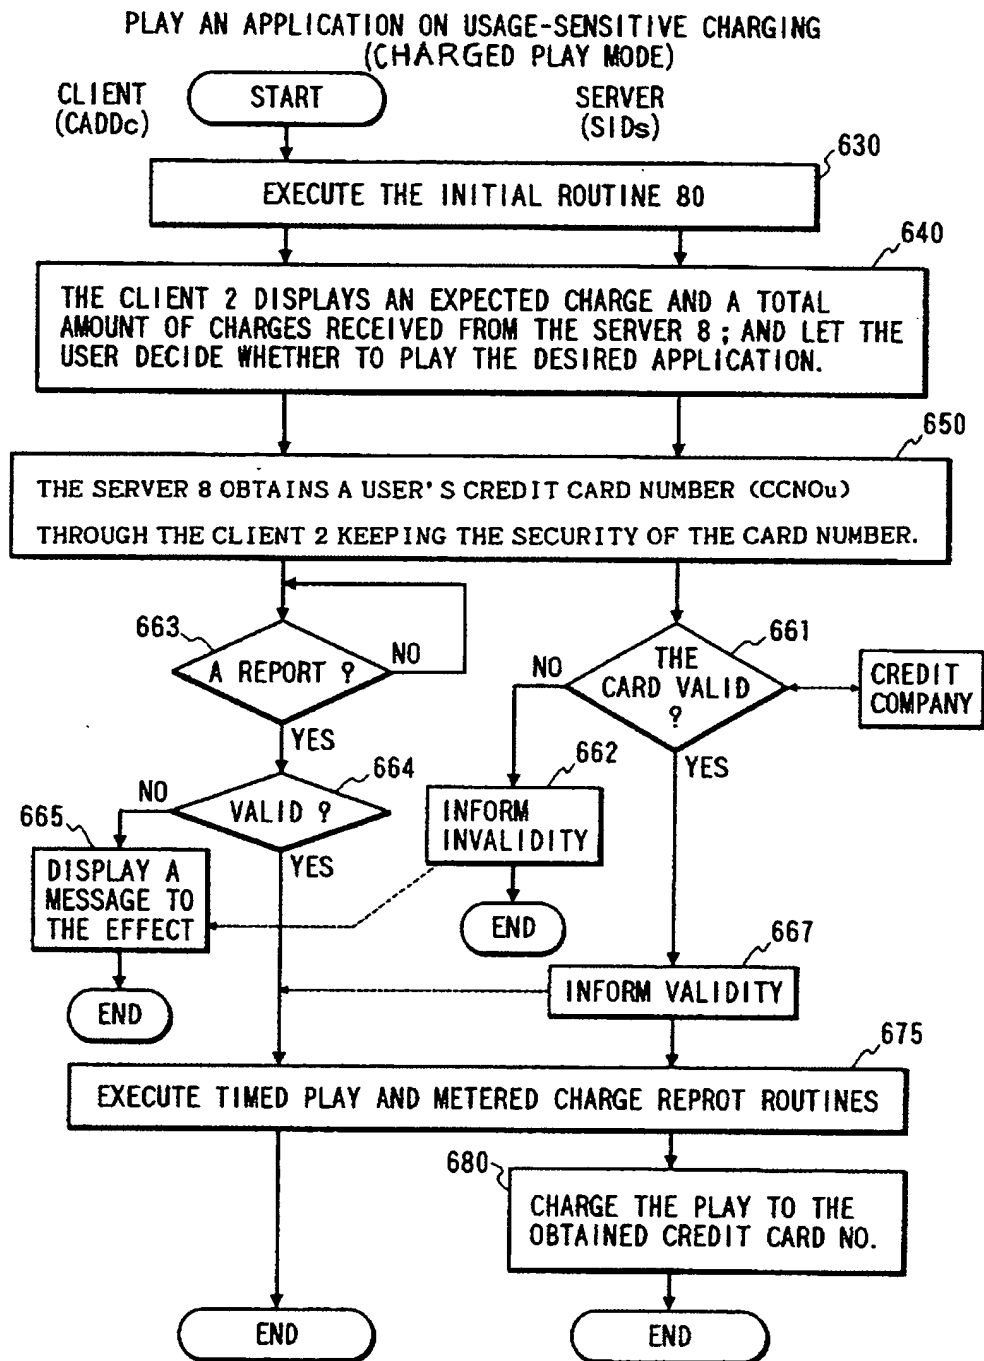 PLAY AN APPLICATION ON USAGE-SENSITIVE CHARGING
(CHARGED PLAY MODE)
CLIENT
(CADDc)
START
SERVER
(SIDs)
630
EXECUTE THE INITIAL ROUTINE 80
640
THE CLIENT 2 DISPLAYS AN EXPECTED CHARGE AND A TOTAL
AMOUNT OF CHARGES RECEIVED FROM THE SERVER 8 ; AND LET THE
USER DECIDE WHETHER TO PLAY THE DESIRED APPLICATION.
650
THE SERVER 8 OBTAINS A USER'S CREDIT CARD NUMBER (CCNOu)
THROUGH THE CLIENT 2 KEEPING THE SECURITY OF THE CARD NUMBER.
663
A REPORT ?
NO
YES
661
THE
CARD VALID
?
NO
YES
CREDIT
COMPANY
664
VALID ?
NO
YES
662
INFORM
INVALIDITY
END
665
DISPLAY A
MESSAGE TO
THE EFFECT
END
667
INFORM VALIDITY
675
EXECUTE TIMED PLAY AND METERED CHARGE REPROT ROUTINES
680
CHARGE THE PLAY TO THE
OBTAINED CREDIT CARD NO.
END
END